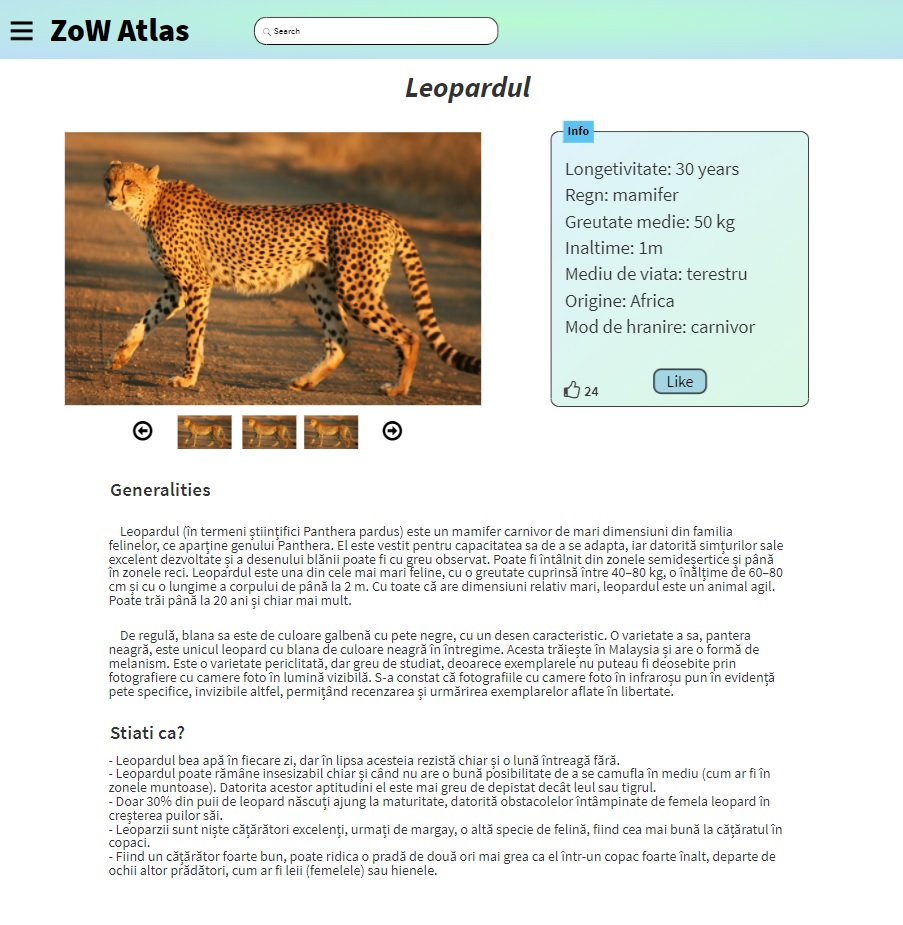 ZoW Atlas
Search
Leopardul
Info
Longetivitate: 30 years
Regn: mamifer
Greutate medie: 50 kg
Inaltime: 1m
Mediu de viata: terestru
Origine: Africa
Mod de hranire: carnivor
24
Like
Generalities
Leopardul (în termeni științifici Panthera pardus) este un mamifer carnivor de mari dimensiuni din familia
felinelor, ce aparține genului Panthera. El este vestit pentru capacitatea sa de a se adapta, iar datorită simțurilor sale
excelent dezvoltate și a desenului blănii poate fi cu greu observat. Poate fi întâlnit din zonele semideșertice și până
în zonele reci. Leopardul este una din cele mai mari feline, cu o greutate cuprinsă între 40–80 kg, o înălțime de 60–80
cm și cu o lungime a corpului de până la 2 m. Cu toate că are dimensiuni relativ mari, leopardul este un animal agil.
Poate trăi până la 20 ani și chiar mai mult.
De regulă, blana sa este de culoare galbenă cu pete negre, cu un desen caracteristic. O varietate a sa, pantera
neagră, este unicul leopard cu blana de culoare neagră în întregime. Acesta trăiește în Malaysia și are o formă de
melanism. Este o varietate periclitată, dar greu de studiat, deoarece exemplarele nu puteau fi deosebite prin
fotografiere cu camere foto în lumină vizibilă. S-a constat că fotografiile cu camere foto în infraroșu pun în evidență
pete specifice, invizibile altfel, permițând recenzarea și urmărirea exemplarelor aflate în libertate.
Stiati ca?
- Leopardul bea apă în fiecare zi, dar în lipsa acesteia rezistă chiar și o lună întreagă fără.
- Leopardul poate rămâne insesizabil chiar și când nu are o bună posibilitate de a se camufla în mediu (cum ar fi în
zonele muntoase). Datorita acestor aptitudini el este mai greu de depistat decât leul sau tigrul.
- Doar 30% din puii de leopard născuți ajung la maturitate, datorită obstacolelor întâmpinate de femela leopard în
creșterea puilor săi.
- Leoparzii sunt niște cățărători excelenți, urmați de margay, o altă specie de felină, fiind cea mai bună la cățăratul în
copaci.
- Fiind un cățărător foarte bun, poate ridica o pradă de două ori mai grea ca el într-un copac foarte înalt, departe de
ochii altor prădători, cum ar fi leii (femelele) sau hienele.